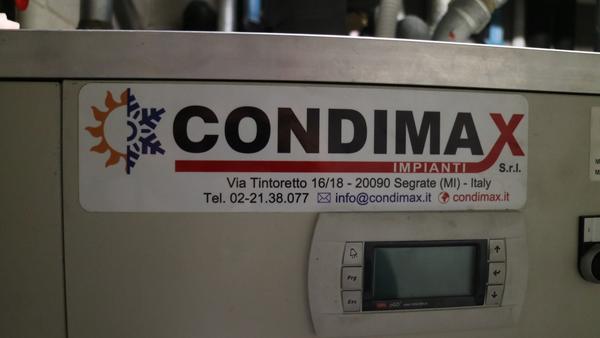 CONDIMAX
IMPIANTI S.r.l.
Via Tintoretto 16/18 - 20090 Segrate (MI) - Italy
Tel. 02-21.38.077 info@condimax.it condimax.it
Prg
Esc